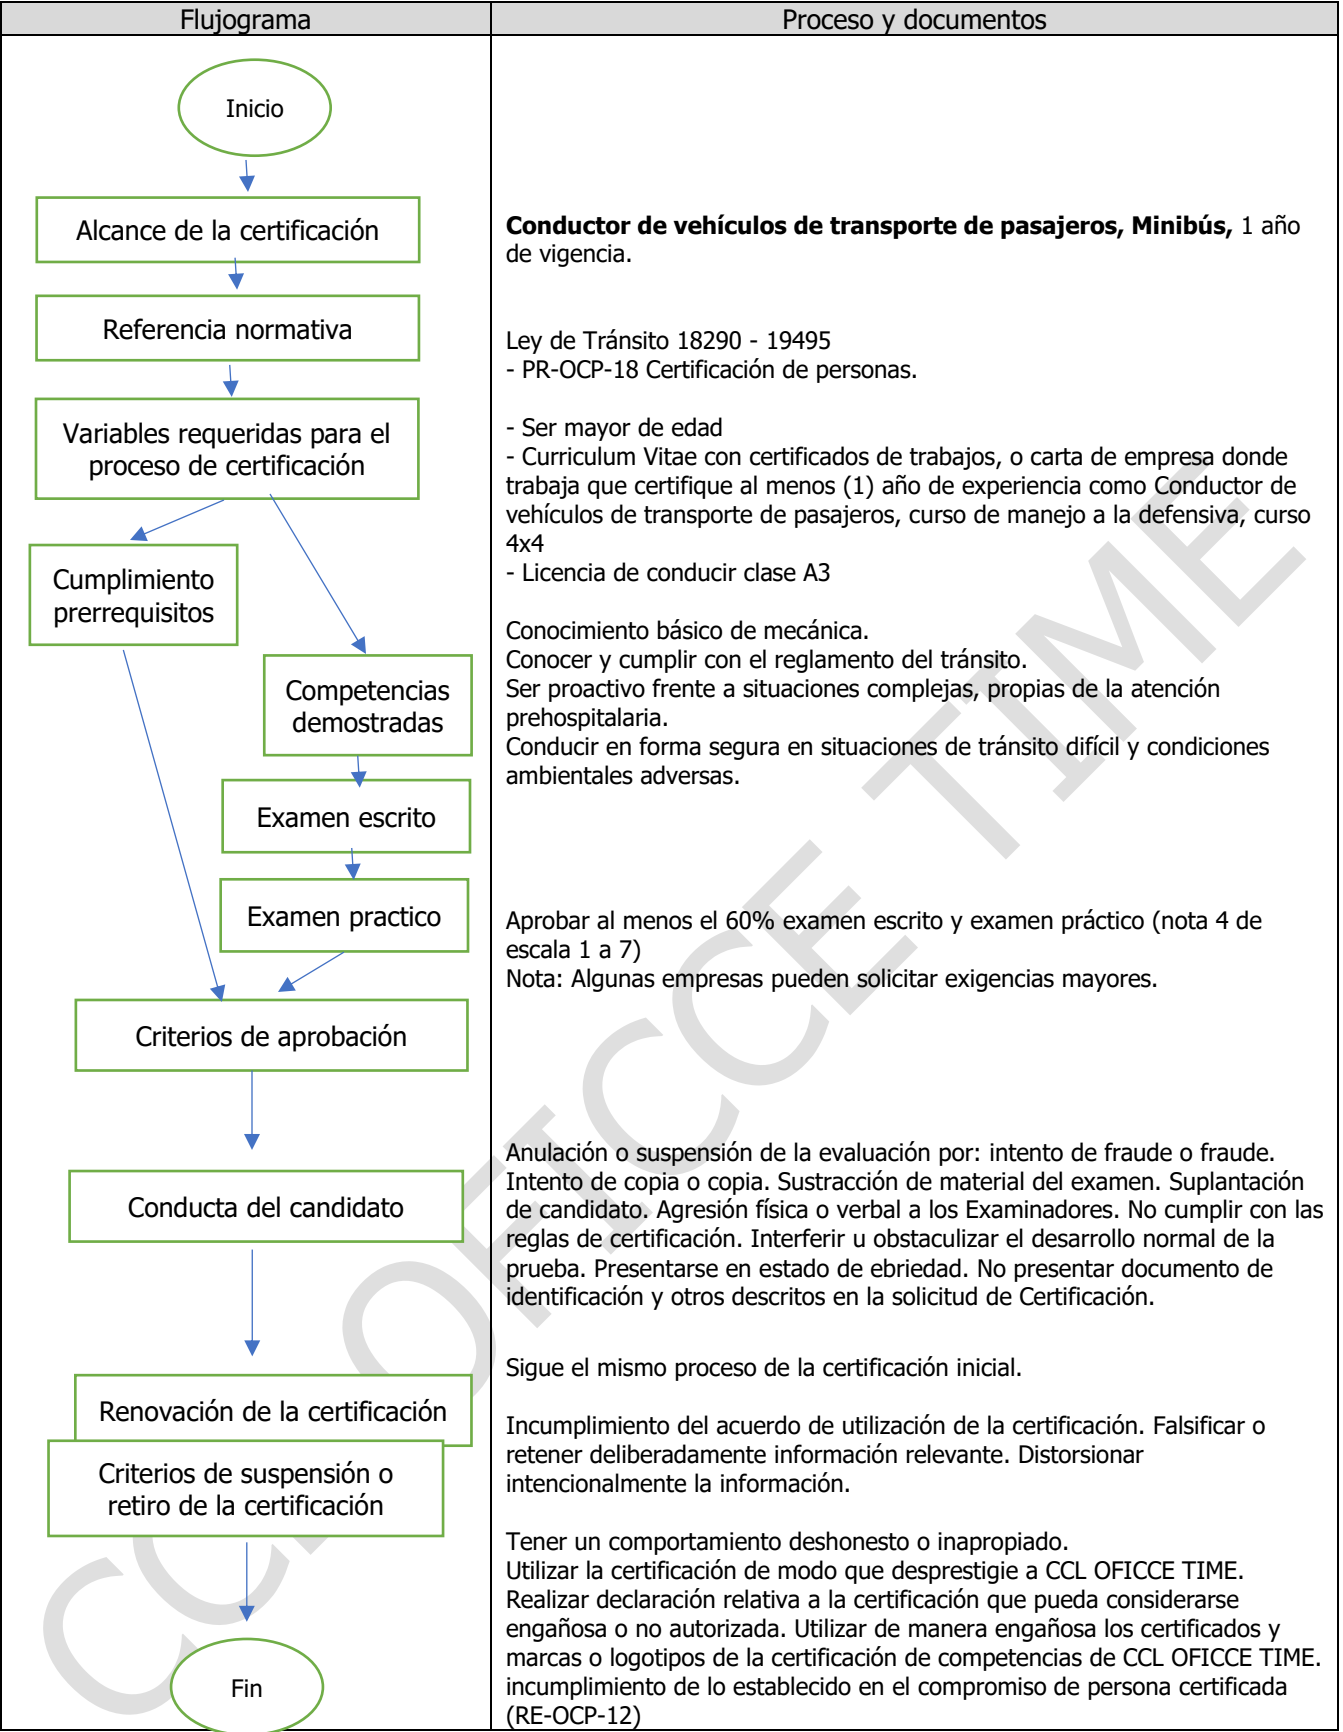 Flujograma
Proceso y documentos
Inicio
Alcance de la certificación
Referencia normativa
Variables requeridas para el
proceso de certificación
Cumplimiento
prerrequisitos
Competencias
demostradas
Examen escrito
Examen practico
Criterios de aprobación
Conducta del candidato
Renovación de la certificación
Criterios de suspensión o
retiro de la certificación
Fin
Conductor de vehículos de transporte de pasajeros, Minibús, 1 año
de vigencia.
Ley de Tránsito 18290 - 19495
- PR-OCP-18 Certificación de personas.
- Ser mayor de edad
- Curriculum Vitae con certificados de trabajos, o carta de empresa donde
trabaja que certifique al menos (1) año de experiencia como Conductor de
vehículos de transporte de pasajeros, curso de manejo a la defensiva, curso
4x4
- Licencia de conducir clase A3
Conocimiento básico de mecánica.
Conocer y cumplir con el reglamento del tránsito.
Ser proactivo frente a situaciones complejas, propias de la atención
prehospitalaria.
Conducir en forma segura en situaciones de tránsito difícil y condiciones
ambientales adversas.
Aprobar al menos el 60% examen escrito y examen práctico (nota 4 de
escala 1 a 7)
Nota: Algunas empresas pueden solicitar exigencias mayores.
Anulación o suspensión de la evaluación por: intento de fraude o fraude.
Intento de copia o copia. Sustracción de material del examen. Suplantación
de candidato. Agresión física o verbal a los Examinadores. No cumplir con las
reglas de certificación. Interferir u obstaculizar el desarrollo normal de la
prueba. Presentarse en estado de ebriedad. No presentar documento de
identificación y otros descritos en la solicitud de Certificación.
Sigue el mismo proceso de la certificación inicial.
Incumplimiento del acuerdo de utilización de la certificación. Falsificar o
retener deliberadamente información relevante. Distorsionar
intencionalmente la información.
Tener un comportamiento deshonesto o inapropiado.
Utilizar la certificación de modo que desprestigie a CCL OFICCE TIME.
Realizar declaración relativa a la certificación que pueda considerarse
engañosa o no autorizada. Utilizar de manera engañosa los certificados y
marcas o logotipos de la certificación de competencias de CCL OFICCE TIME.
incumplimiento de lo establecido en el compromiso de persona certificada
(RE-OCP-12)
CCL OFICCE TIME